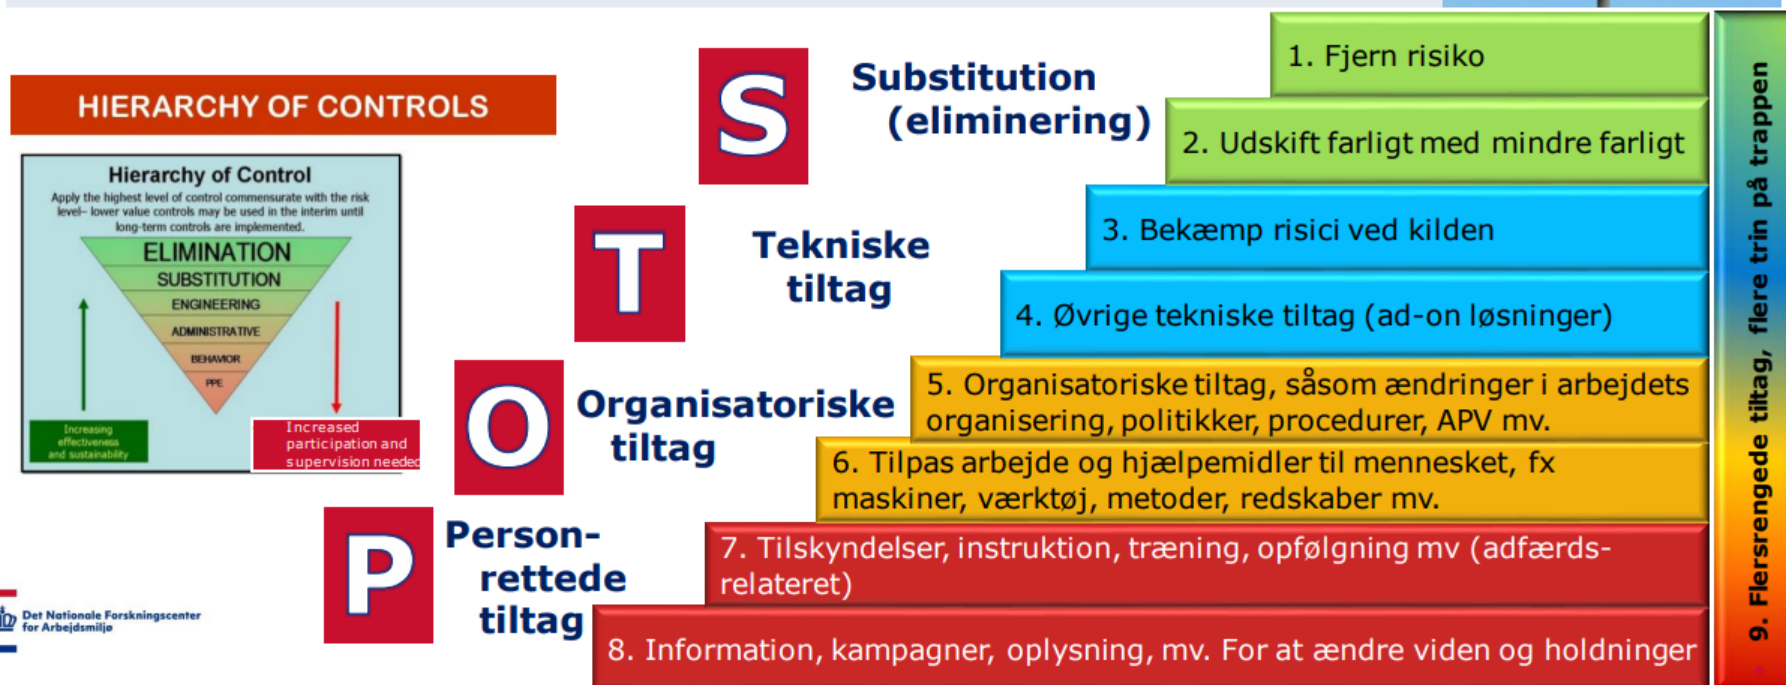 HIERARCHY OF CONTROLS
Hierarchy of Control
Apply the highest level of control commensurate with the risk
level– lower value controls may be used in the interim until
long-term controls are implemented.
ELIMINATION
SUBSTITUTION
ENGINEERING
ADMINISTRATIVE
BEHAVIOR
PPE
Increasing
effectiveness
and sustainability
Increased
participation and
supervision needed
Det Nationale Forskningscenter
for Arbejdsmiljø
S
Substitution
(eliminering)
T
Tekniske
tiltag
O
Organisatoriske
tiltag
P
Person-
rettede
tiltag
1. Fjern risiko
2. Udskift farligt med mindre farligt
3. Bekæmp risici ved kilden
4. Øvrige tekniske tiltag (ad-on løsninger)
5. Organisatoriske tiltag, såsom ændringer i arbejdets
organisering, politikker, procedurer, APV mv.
6. Tilpas arbejde og hjælpemidler til mennesket, fx
maskiner, værktøj, metoder, redskaber mv.
7. Tilskyndelser, instruktion, træning, opfølgning mv (adfærds-
relateret)
8. Information, kampagner, oplysning, mv. For at ændre viden og holdninger
9. Flersrengede tiltag, flere trin på trappen